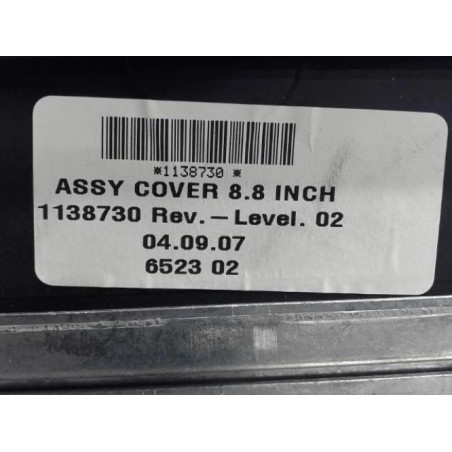 *1138730 *
ASSY COVER 8.8 INCH
1138730 Rev.-Level. 02
04.09.07
6523 02